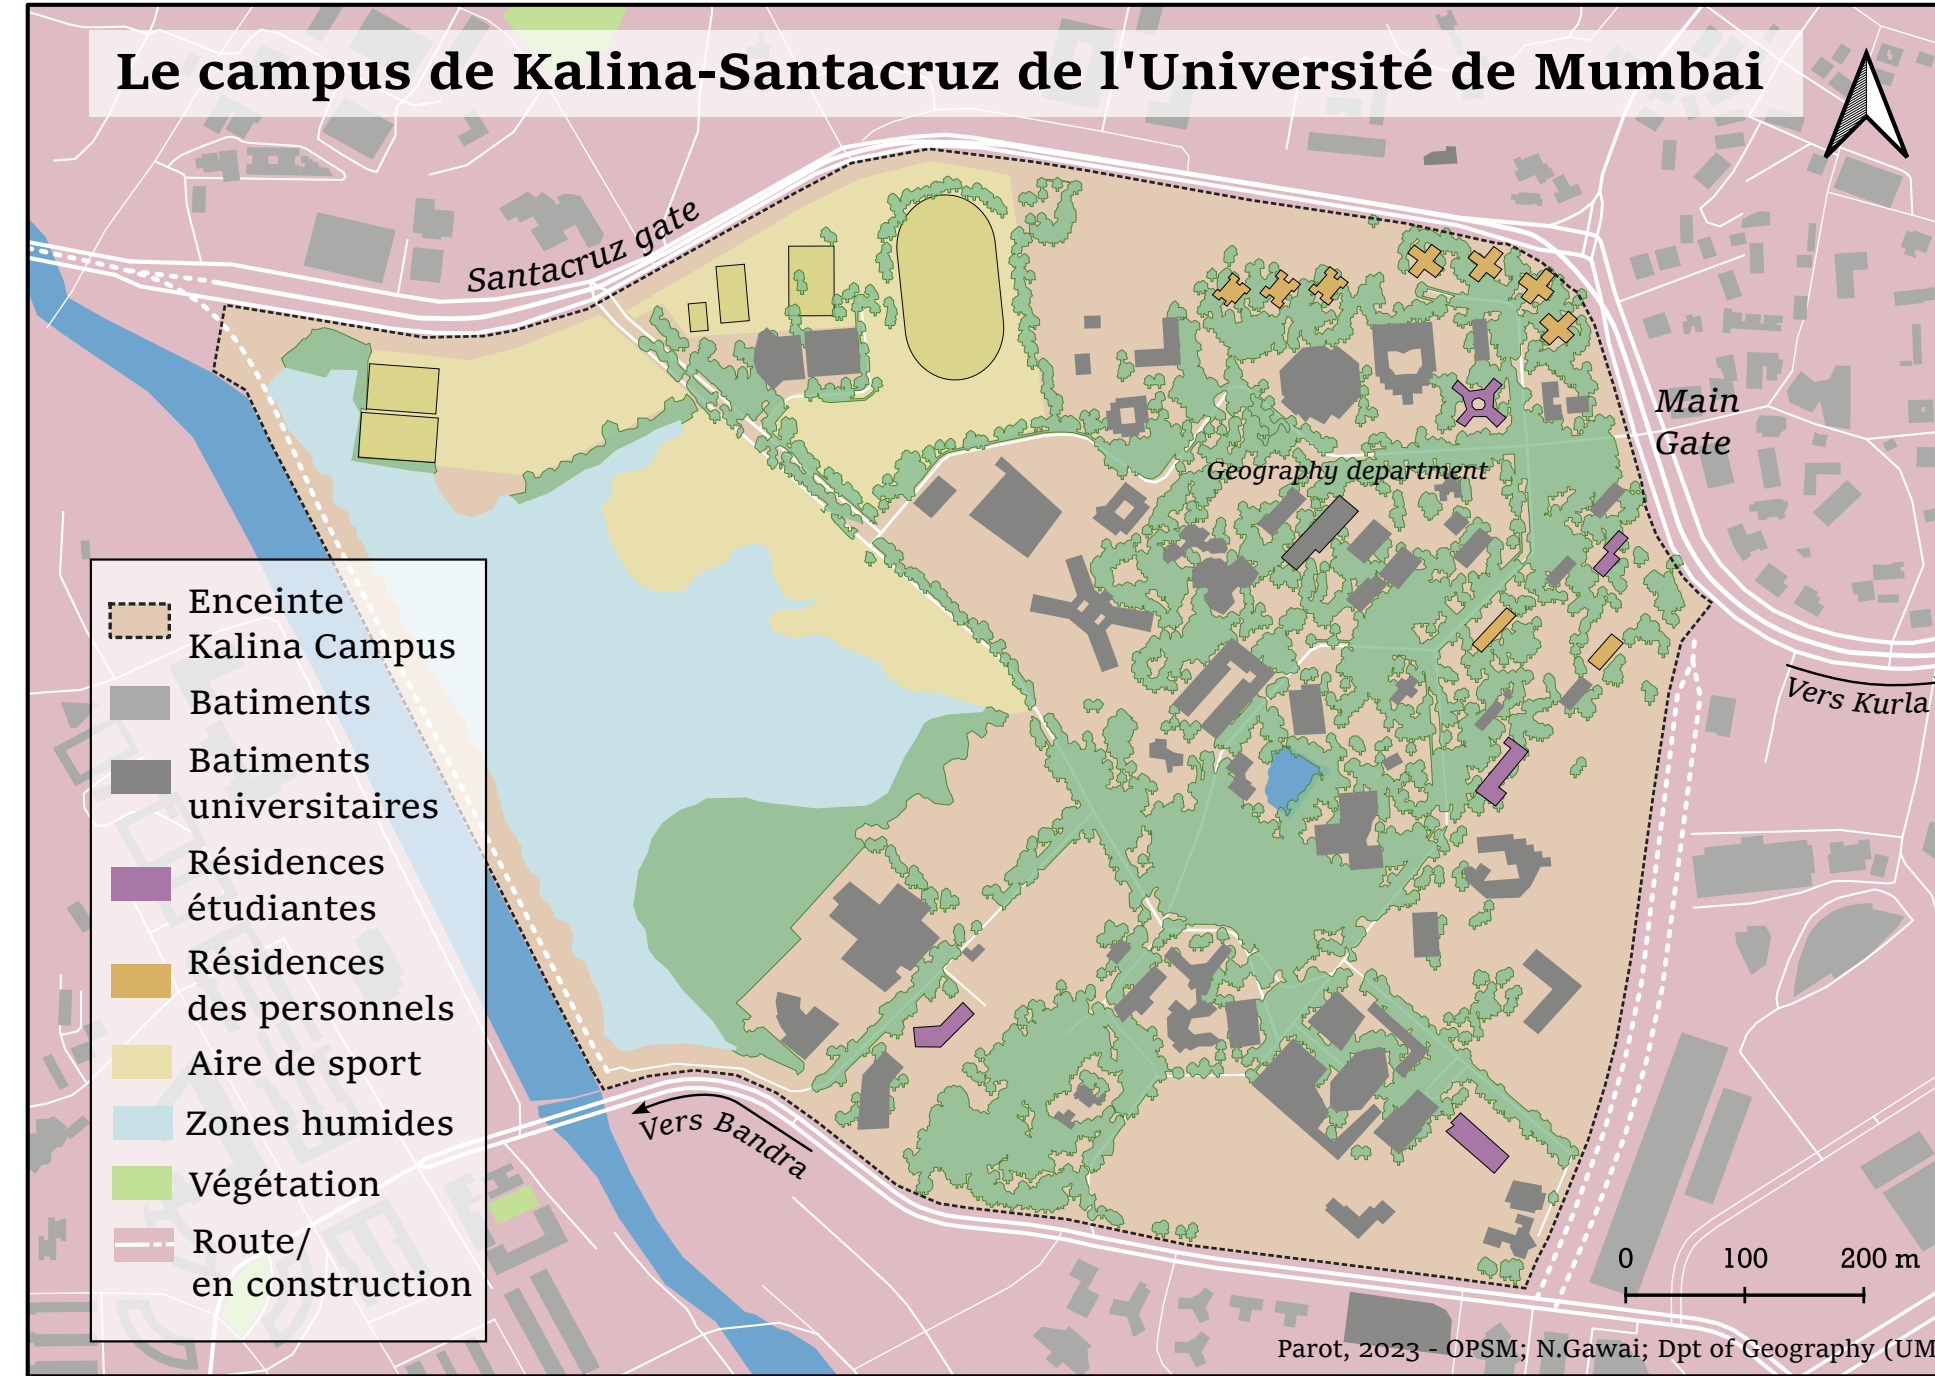 Le campus de Kalina-Santacruz de l'Université de Mumbai
Santacruz gate
Main
Gate
Geography department
Enceinte
Kalina Campus
Batiments
Batiments
universitaires
Résidences
étudiantes
Résidences
des personnels
Aire de sport
Zones humides
Végétation
Route/
en construction
Vers Kurla
Vers Bandra
0 100 200 m
Parot, 2023 - OPSM; N.Gawai; Dpt of Geography (UM